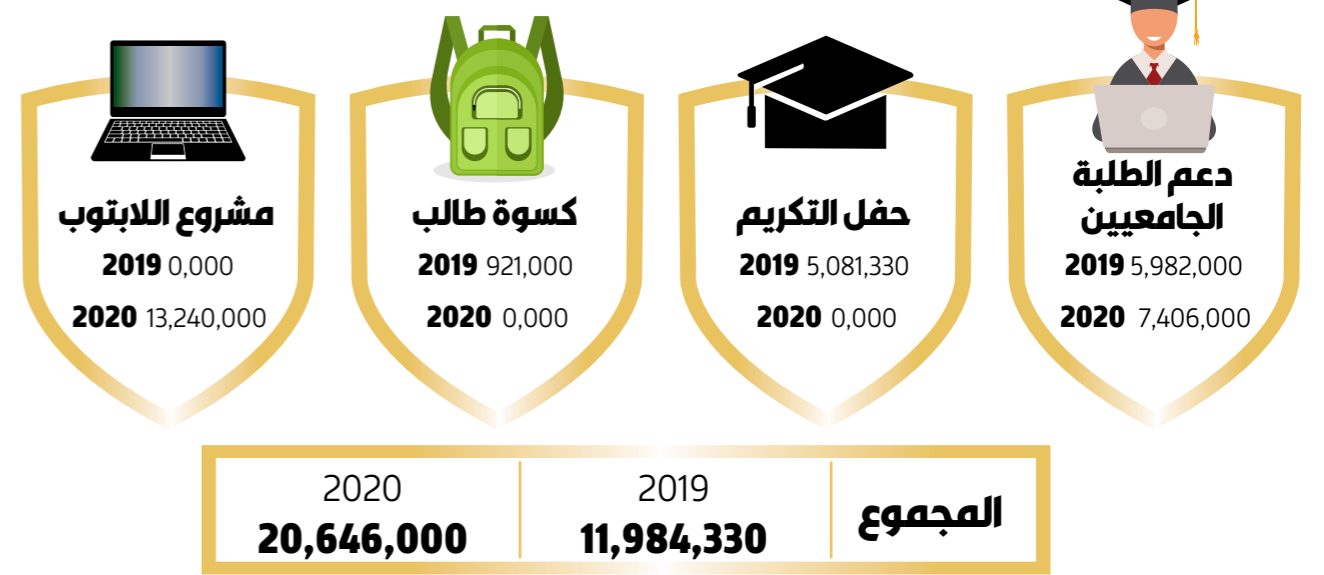 دعم الطلبة
الجامعيين
2019 5,982,000
2020 7,406,000
حفل التكريم
2019 5,081,330
2020 0,000
كسوة طالب
2019 921,000
2020 0,000
مشروع اللابتوب
2019 0,000
2020 13,240,000
المجموع
2019
11,984,330
2020
20,646,000